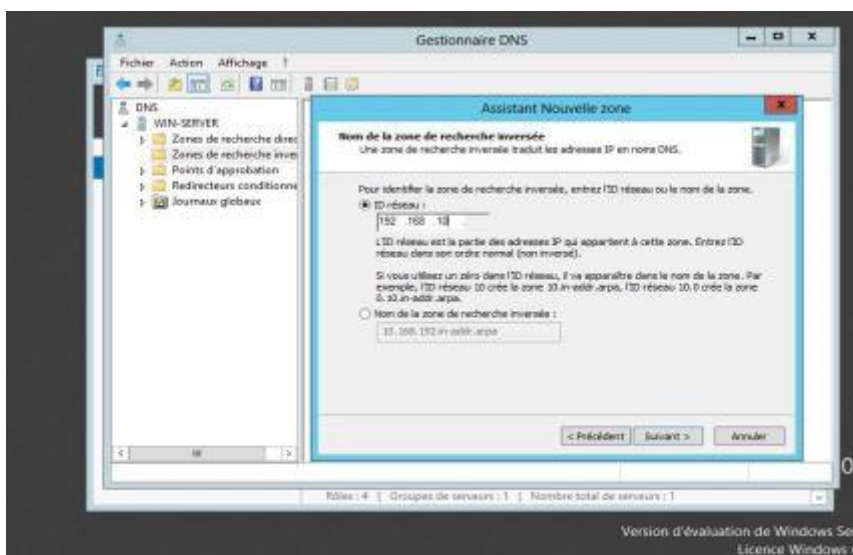 Gestionnaire DNS
Fichier Action Affichage ?
DNS
WIN-SERVER
Zones de recherche direc
Zones de recherche inver
Points d'approbation
Redirecteurs conditionne
Journaux globaux
Assistant Nouvelle zone
Nom de la zone de recherche inversée
Une zone de recherche inversée traduit les adresses IP en noms DNS.
Pour identifier la zone de recherche inversée, entrez l'ID réseau ou le nom de la zone.
ID réseau :
192 .168 .10
L'ID réseau est la partie des adresses IP qui appartient à cette zone. Entrez l'ID
réseau dans son ordre normal (non inversé).
Si vous utilisez un zéro dans l'ID réseau, il va apparaître dans le nom de la zone. Par
exemple, l'ID réseau 10 crée la zone 10.in-addr.arpa, l'ID réseau 10.0 crée la zone
0.10.in-addr.arpa.
Nom de la zone de recherche inversée :
10.168.192.in-addr.arpa
< Précédent Suivant > Annuler
Rôles : 4 | Groupes de serveurs : 1 | Nombre total de serveurs : 1
Version d'évaluation de Windows Se
Licence Windows